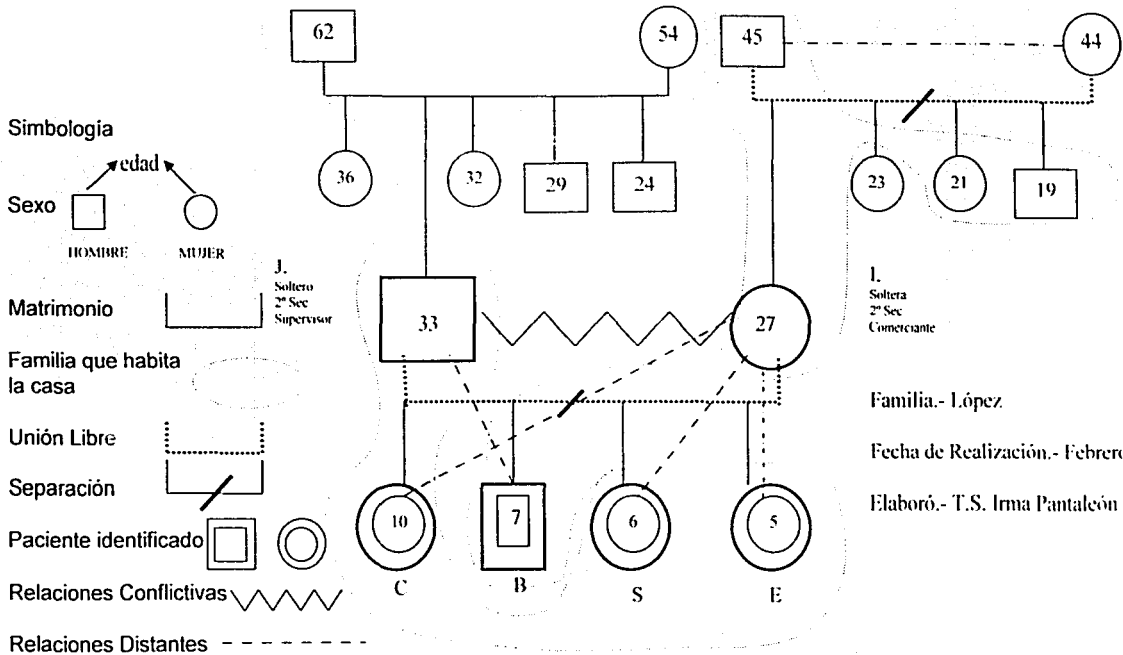 62
54
45
44
36
32
29
24
23
21
19
Simbología
edad
Sexo
HOMBRE
MUJER
Matrimonio
Familia que habita
la casa
Unión Libre
Separación
Paciente identificado
Relaciones Conflictivas
Relaciones Distantes
J.
Soltero
2º Sec
Supervisor
33
27
I.
Soltera
2º Sec
Comerciante
Familia.- López
Fecha de Realización.- Febrero
Elaboró.- T.S. Irma Pantaleón
10
7
6
5
C
B
S
E